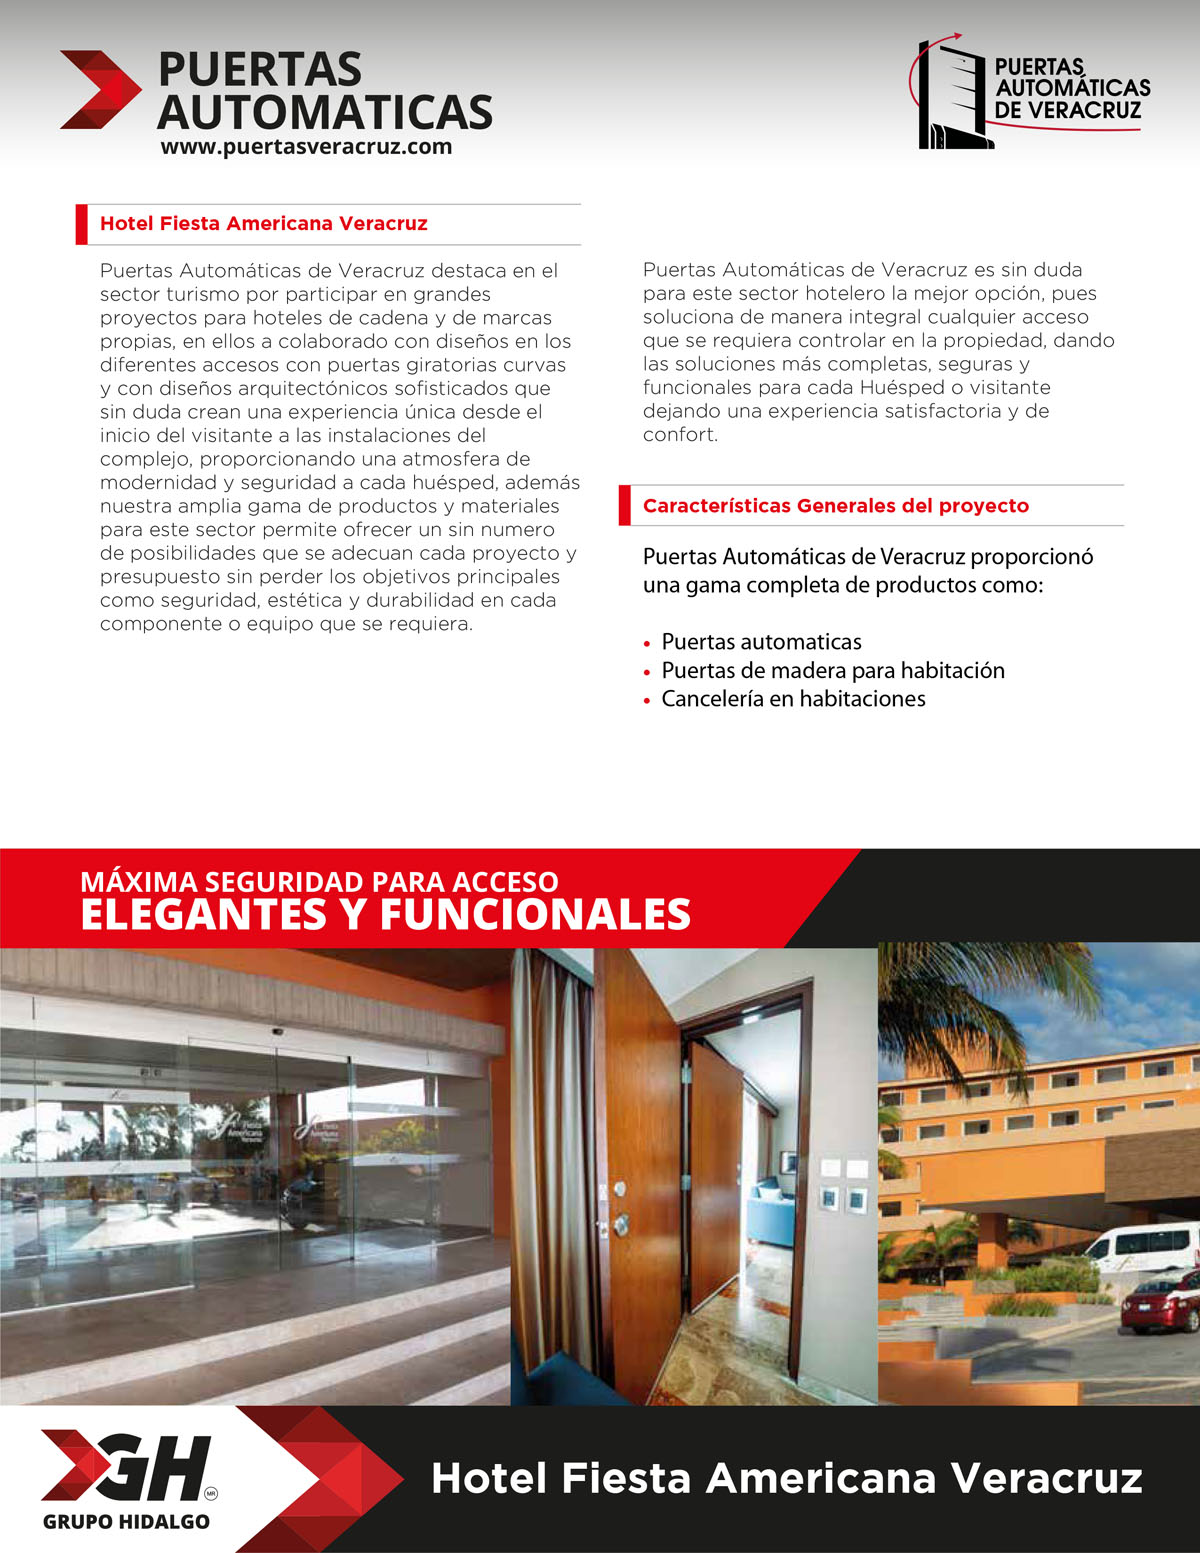 PUERTAS
AUTOMATICAS
www.puertasveracruz.com
PUERTAS
AUTOMÁTICAS
DE VERACRUZ
Hotel Fiesta Americana Veracruz
Puertas Automáticas de Veracruz destaca en el
sector turismo por participar en grandes
proyectos para hoteles de cadena y de marcas
propias, en ellos a colaborado con diseños en los
diferentes accesos con puertas giratorias curvas
y con diseños arquitectónicos sofisticados que
sin duda crean una experiencia única desde el
inicio del visitante a las instalaciones del
complejo, proporcionando una atmosfera de
modernidad y seguridad a cada huésped, además
nuestra amplia gama de productos y materiales
para este sector permite ofrecer un sin numero
de posibilidades que se adecuan cada proyecto y
presupuesto sin perder los objetivos principales
como seguridad, estética y durabilidad en cada
componente o equipo que se requiera.
Puertas Automáticas de Veracruz es sin duda
para este sector hotelero la mejor opción, pues
soluciona de manera integral cualquier acceso
que se requiera controlar en la propiedad, dando
las soluciones más completas, seguras y
funcionales para cada Huésped o visitante
dejando una experiencia satisfactoria y de
confort.
Características Generales del proyecto
Puertas Automáticas de Veracruz proporcionó
una gama completa de productos como:
• Puertas automaticas
• Puertas de madera para habitación
• Cancelería en habitaciones
MÁXIMA SEGURIDAD PARA ACCESO
ELEGANTES Y FUNCIONALES
Fiesta
Americana
Fiesta
Americana
GH
MR
GRUPO HIDALGO
Hotel Fiesta Americana Veracruz